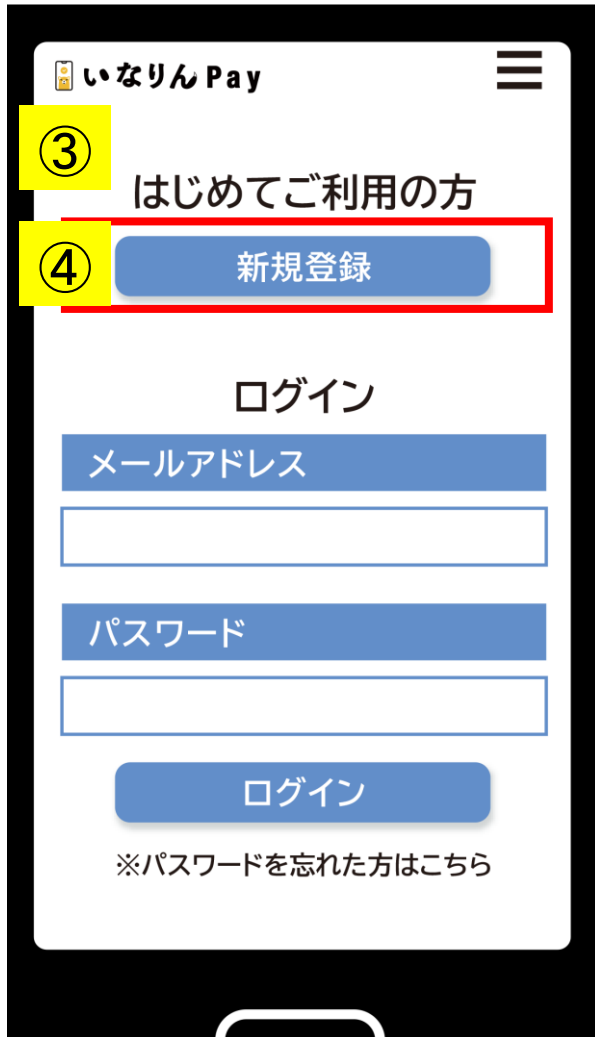 いなりんPay
③
はじめてご利用の方
④
新規登録
ログイン
メールアドレス
パスワード
ログイン
※パスワードを忘れた方はこちら